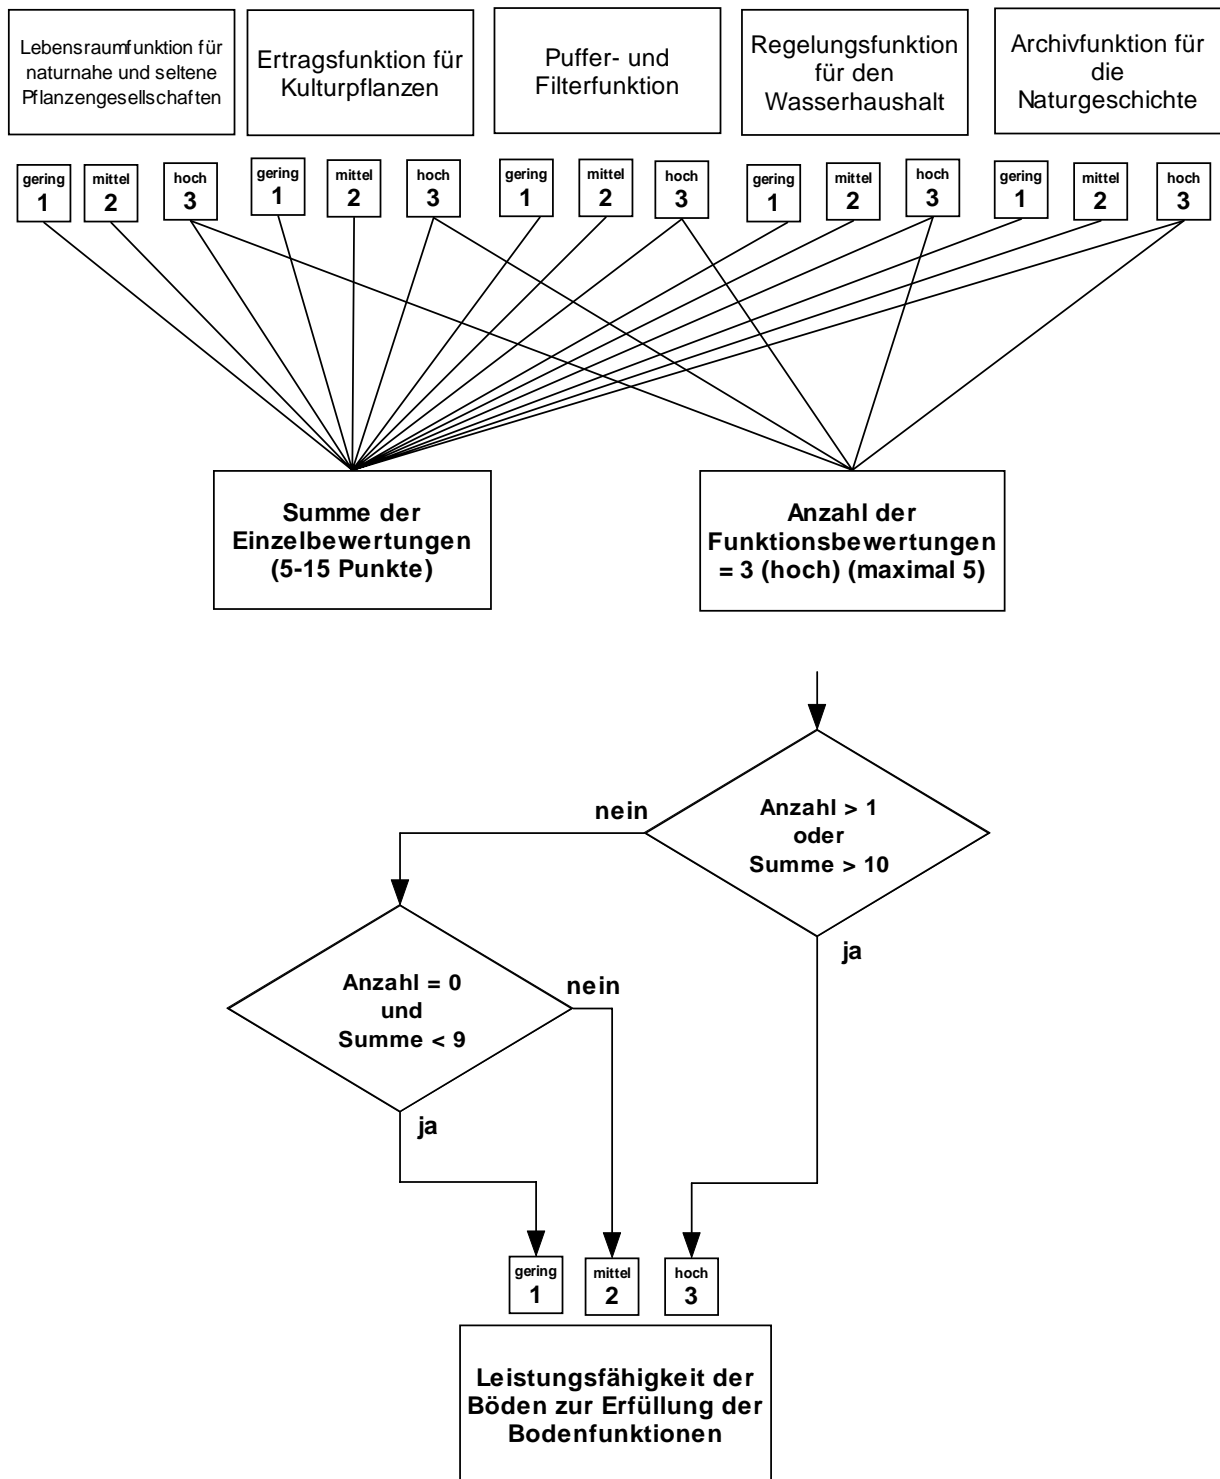 Lebensraumfunktion für
naturnahe und seltene
Pflanzengesellschaften
Ertragsfunktion für
Kulturpflanzen
Puffer- und
Filterfunktion
Regelungsfunktion
für den
Wasserhaushalt
Archivfunktion für
die
Naturgeschichte
gering
1
mittel
2
hoch
3
gering
1
mittel
2
hoch
3
gering
1
mittel
2
hoch
3
gering
1
mittel
2
hoch
3
gering
1
mittel
2
hoch
3
Summe der
Einzelbewertungen
(5-15 Punkte)
Anzahl der
Funktionsbewertungen
= 3 (hoch) (maximal 5)
Anzahl > 1
oder
Summe > 10
nein
ja
Anzahl = 0
und
Summe < 9
nein
ja
gering
1
mittel
2
hoch
3
Leistungsfähigkeit der
Böden zur Erfüllung der
Bodenfunktionen